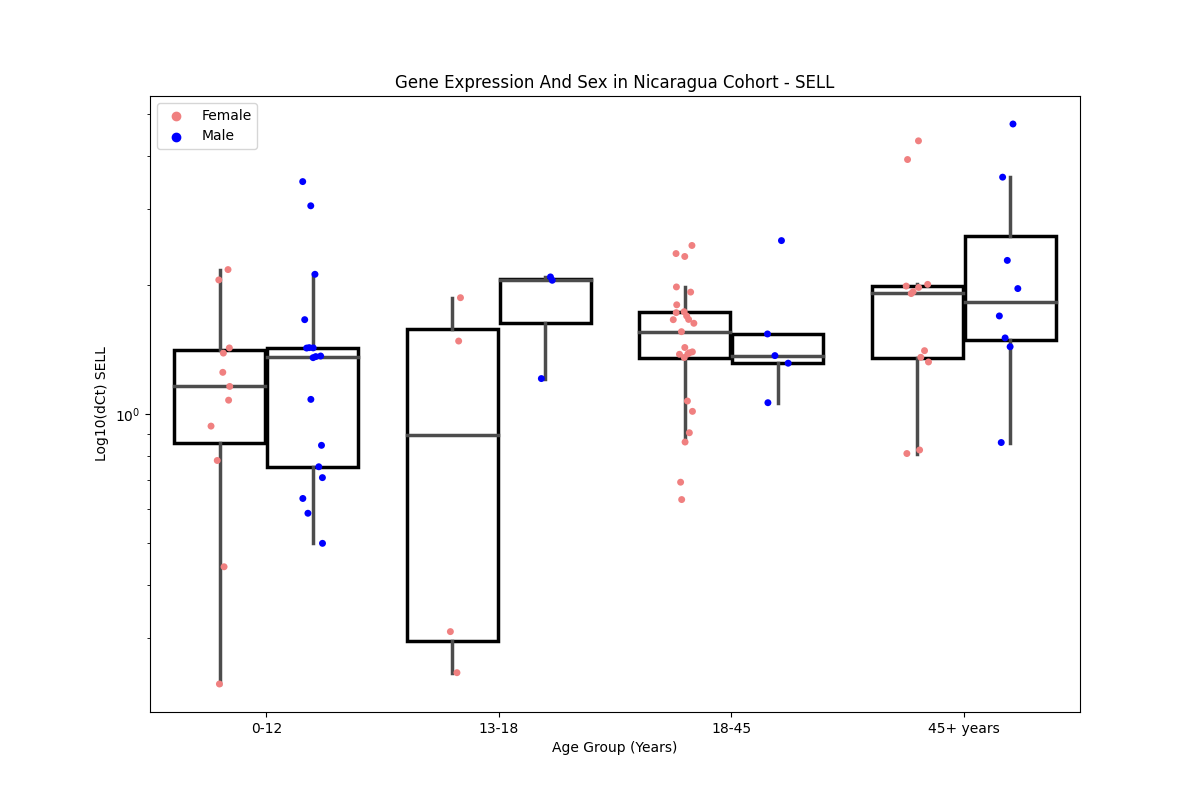 Gene Expression And Sex in Nicaragua Cohort - SELL
Female
Male
Log10(dCt) SELL
10⁰
0-12
13-18
18-45
45+ years
Age Group (Years)